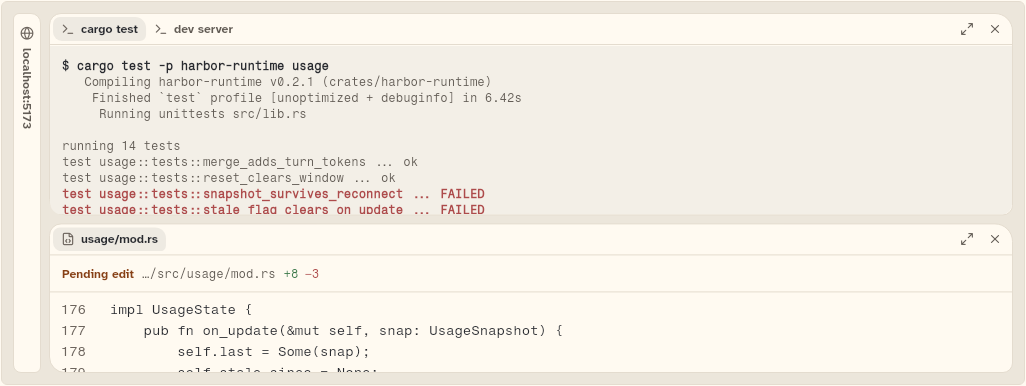 localhost:5173
cargo test
dev server
$ cargo test -p harbor-runtime usage
Compiling harbor-runtime v0.2.1 (crates/harbor-runtime)
Finished `test` profile [unoptimized + debuginfo] in 6.42s
Running unittests src/lib.rs
running 14 tests
test usage::tests::merge_adds_turn_tokens ... ok
test usage::tests::reset_clears_window ... ok
test usage::tests::snapshot_survives_reconnect ... FAILED
test usage::tests::stale_flag_clears_on_update ... FAILED
usage/mod.rs
Pending edit …/src/usage/mod.rs +8 −3
176 impl UsageState {
177 pub fn on_update(&mut self, snap: UsageSnapshot) {
178 self.last = Some(snap);
179 self.stale_since = None;